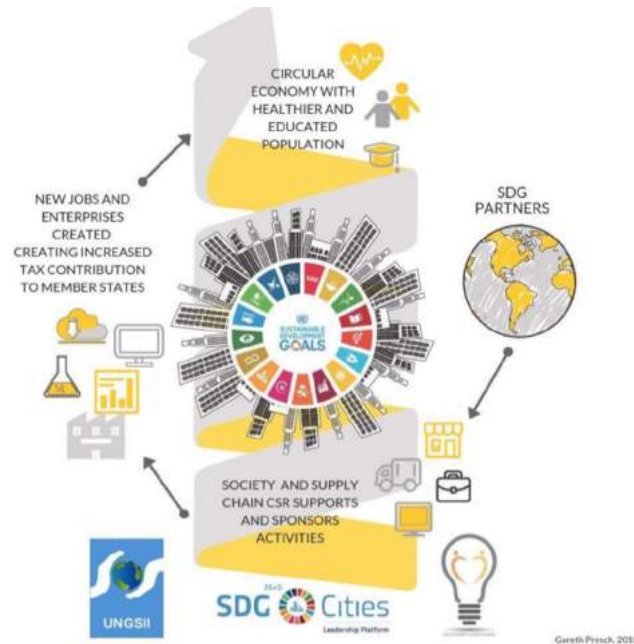 CIRCULAR
ECONOMY WITH
HEALTHIER AND
EDUCATED
POPULATION
NEW JOBS AND
ENTERPRISES
CREATED
CREATING INCREASED
TAX CONTRIBUTION
TO MEMBER STATES
SDG
PARTNERS
SUSTAINABLE
DEVELOPMENT
GOALS
SOCIETY AND SUPPLY
CHAIN CSR SUPPORTS
AND SPONSORS
ACTIVITIES
UNGSII
25+5
SDG Cities
Leadership Platform